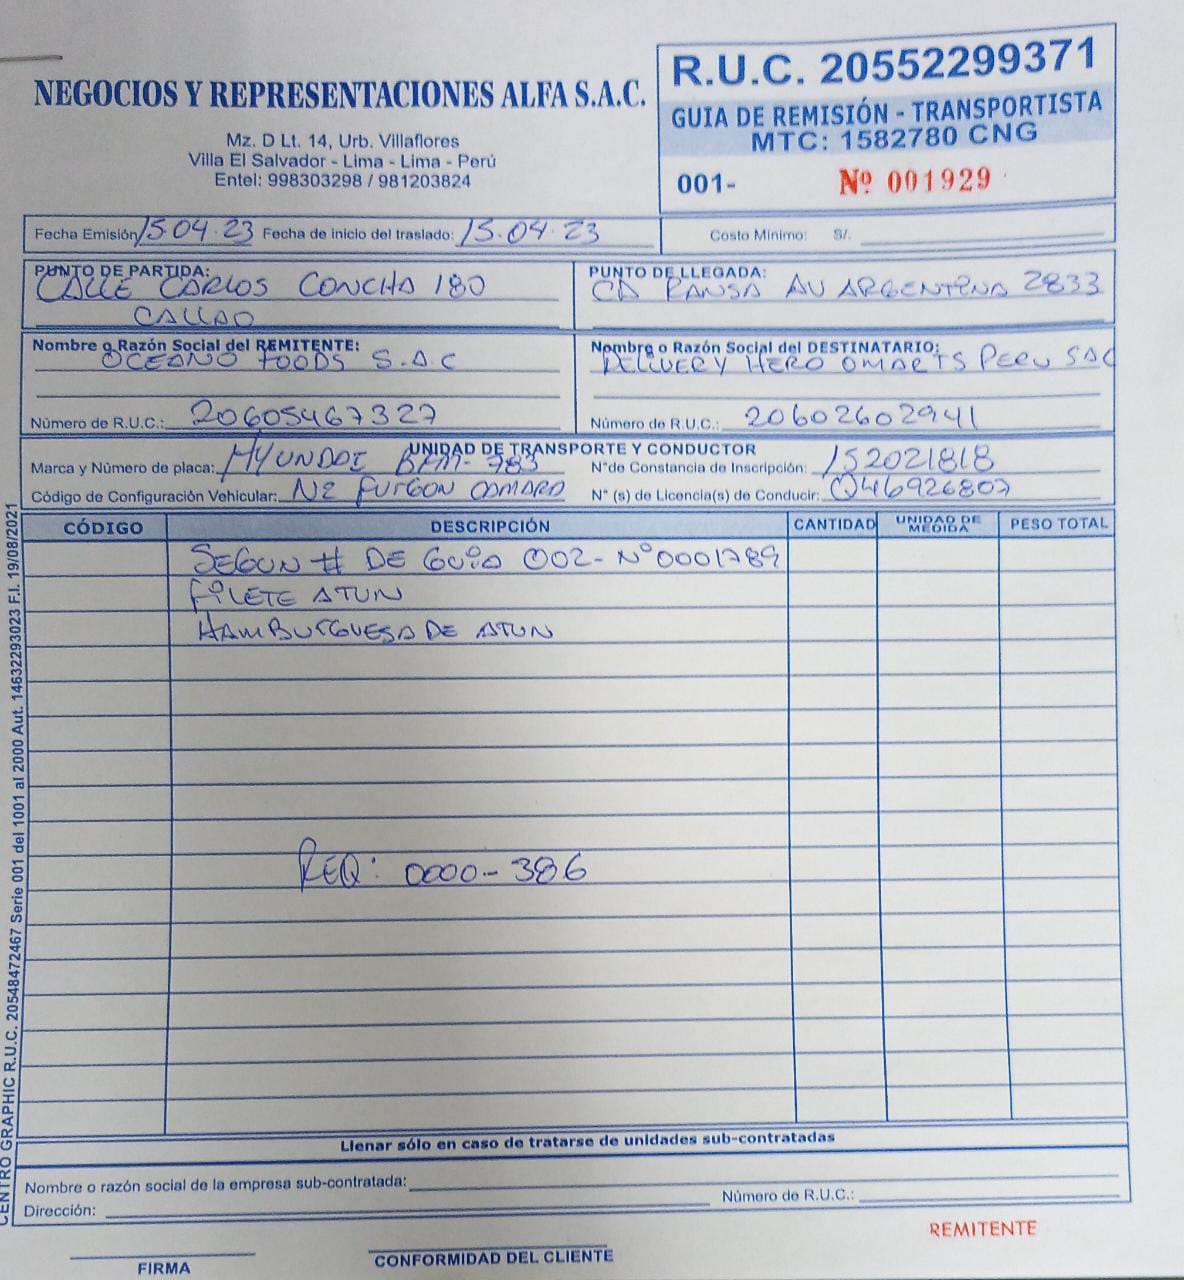 NEGOCIOS Y REPRESENTACIONES ALFA S.A.C.
Mz. D Lt. 14, Urb. Villaflores
Villa El Salvador - Lima - Lima - Perú
Entel: 998303298 / 981203824
R.U.C. 20552299371
GUIA DE REMISIÓN - TRANSPORTISTA
MTC: 1582780 CNG
001- Nº 001929
Fecha Emisión 15.04.23 Fecha de inicio del traslado: 15.04.23 Costo Minimo: S/.
PUNTO DE PARTIDA:
CALLE CARLOS CONCHA 180
CALLAO
PUNTO DE LLEGADA:
CD RANSA AV ARGENTINA 2833
Nombre o Razón Social del REMITENTE:
OCEANO FOODS S.A.C
Número de R.U.C.: 20605467327
Nombre o Razón Social del DESTINATARIO:
DELIVERY HERO DMARTS PERU SAC
Número de R.U.C.: 20602602941
UNIDAD DE TRANSPORTE Y CONDUCTOR
Marca y Número de placa: HYUNDAI 783
N°de Constancia de Inscripción: 152021818
Código de Configuración Vehicular: N2 FURGON CAMARA
N° (s) de Licencia(s) de Conducir: Q46926807
CÓDIGO DESCRIPCIÓN CANTIDAD UNIDAD DE MEDIDA PESO TOTAL
SEGUN # DE GUIA 002- N°0001789
FILETE ATUN
HAMBURGUESA DE ATUN
REQ: 0000-386
Llenar sólo en caso de tratarse de unidades sub-contratadas
Nombre o razón social de la empresa sub-contratada:
Número de R.U.C.:
Dirección:
REMITENTE
FIRMA
CONFORMIDAD DEL CLIENTE
CENTRO GRAPHIC R.U.C. 20548472467 Serie 001 del 1001 al 2000 Aut. 14632293023 F.I. 19/08/2021